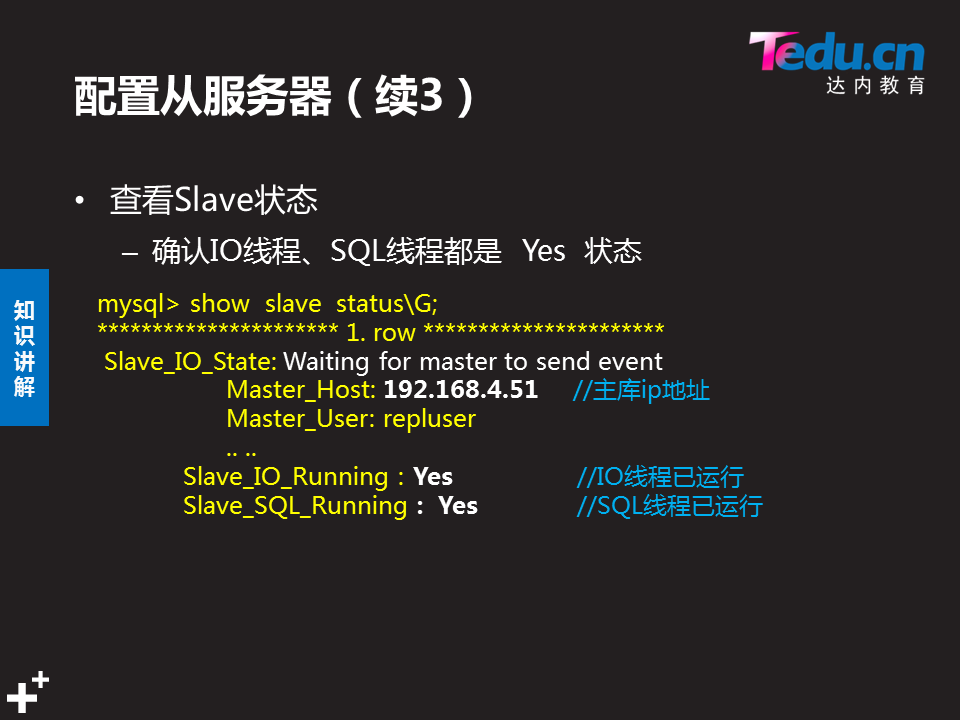 Tedu.cn
达内教育
配置从服务器（续3）
• 查看Slave状态
– 确认IO线程、SQL线程都是 Yes 状态
知识讲解
mysql> show slave status\G;
********************** 1. row **********************
Slave_IO_State: Waiting for master to send event
Master_Host: 192.168.4.51 //主库ip地址
Master_User: repluser
.. ..
Slave_IO_Running : Yes //IO线程已运行
Slave_SQL_Running : Yes //SQL线程已运行